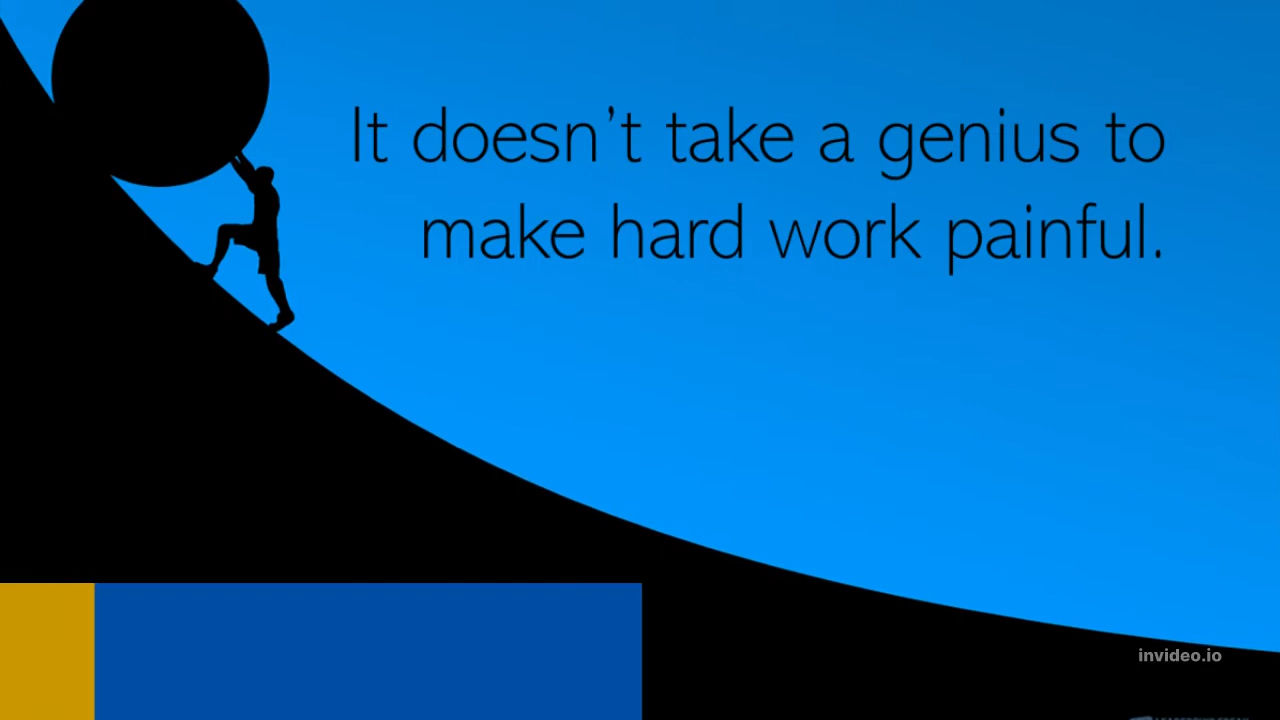 It doesn't take a genius to
make hard work painful.
invideo.io